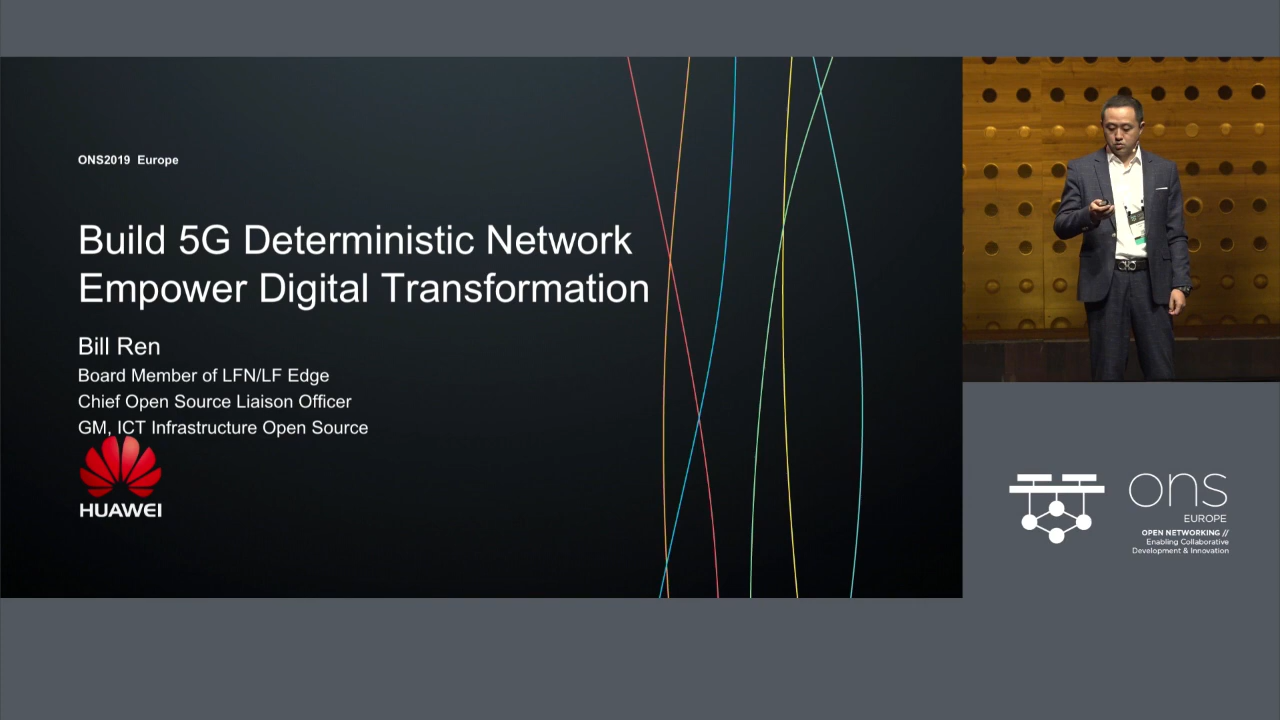 ONS2019 Europe
Build 5G Deterministic Network
Empower Digital Transformation
Bill Ren
Board Member of LFN/LF Edge
Chief Open Source Liaison Officer
GM, ICT Infrastructure Open Source
HUAWEI
ons
EUROPE
OPEN NETWORKING //
Enabling Collaborative
Development & Innovation